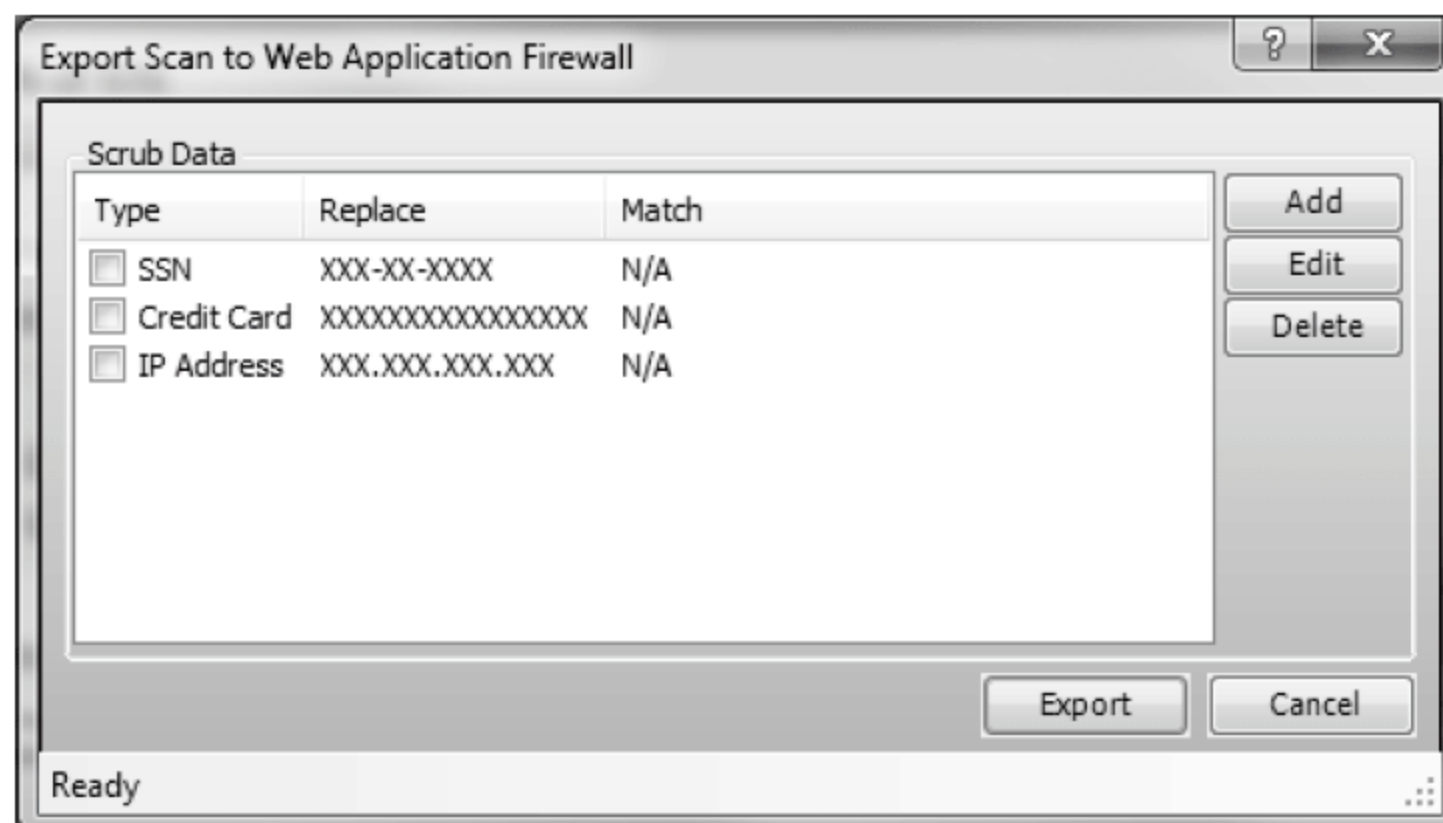 Export Scan to Web Application Firewall
Scrub Data
Type Replace Match
SSN XXX-XX-XXXX N/A
Credit Card XXXXXXXXXXXXXXXX N/A
IP Address XXX.XXX.XXX.XXX N/A
Add
Edit
Delete
Export Cancel
Ready